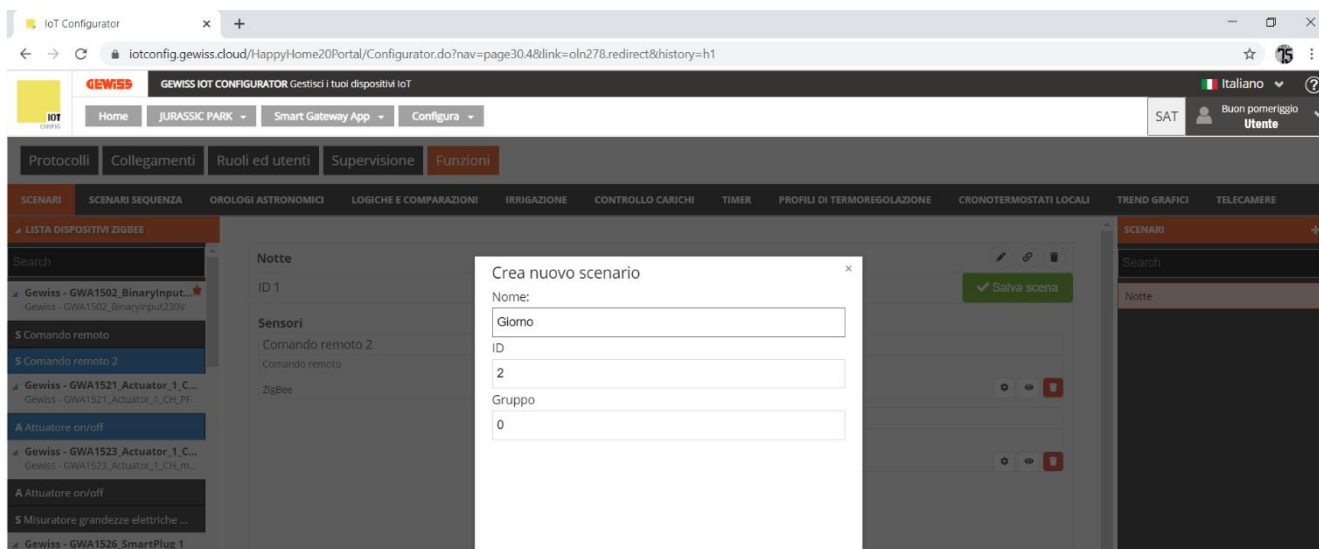 IoT Configurator
iotconfig.gewiss.cloud/HappyHome20Portal/Configurator.do?nav=page30.4&link=oln278.redirect&history=h1
GEWISS GEWISS IOT CONFIGURATOR Gestisci i tuoi dispositivi IoT Italiano
IOT
CONFIG
Home JURASSIC PARK Smart Gateway App Configura SAT Buon pomeriggio
Utente
Protocolli Collegamenti Ruoli ed utenti Supervisione Funzioni
SCENARI SCENARI SEQUENZA OROLOGI ASTRONOMICI LOGICHE E COMPARAZIONI IRRIGAZIONE CONTROLLO CARICHI TIMER PROFILI DI TERMOREGOLAZIONE CRONOTERMOSTATI LOCALI TREND GRAFICI TELECAMERE
LISTA DISPOSITIVI ZIGBEE
Search
Gewiss - GWA1502_BinaryInput...
Gewiss - GWA1502_BinaryInput230V
S Comando remoto
S Comando remoto 2
Gewiss - GWA1521_Actuator_1_C...
Gewiss - GWA1521_Actuator_1_CH_PF
A Attuatore on/off
Gewiss - GWA1523_Actuator_1_C...
Gewiss - GWA1523_Actuator_1_CH_m...
A Attuatore on/off
S Misuratore grandezze elettriche ...
Gewiss - GWA1526_SmartPlug 1
Notte
ID 1
Salva scena
Sensori
Comando remoto 2
Comando remoto
ZigBee
Crea nuovo scenario
Nome:
Giorno
ID
2
Gruppo
0
SCENARI
Search
Notte